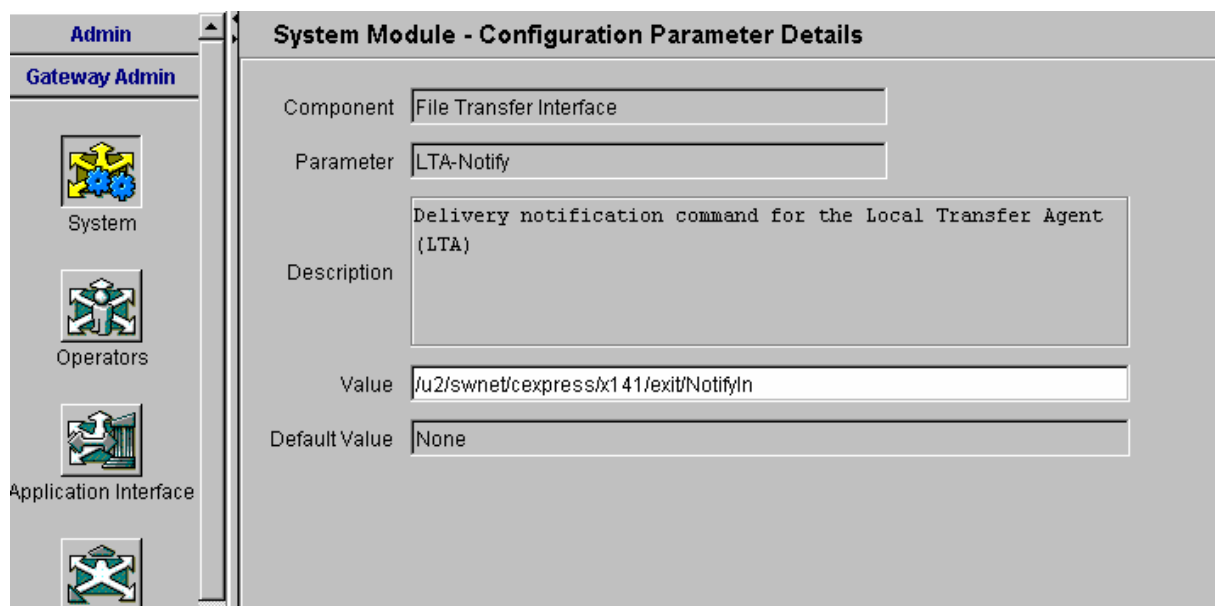 Admin
Gateway Admin
System
Operators
Application Interface
System Module - Configuration Parameter Details
Component File Transfer Interface
Parameter LTA-Notify
Description Delivery notification command for the Local Transfer Agent
(LTA)
Value /u2/swnet/cexpress/x141/exit/NotifyIn
Default Value None